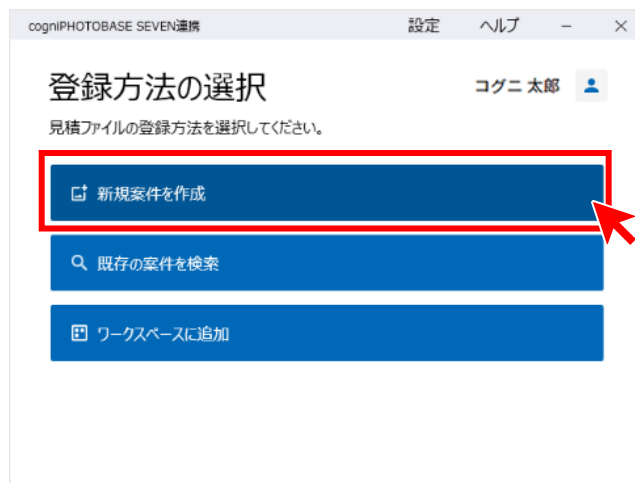 cogniPHOTOBASE SEVEN連携 設定 ヘルプ
登録方法の選択 コグニ 太郎
見積ファイルの登録方法を選択してください。
新規案件を作成
既存の案件を検索
ワークスペースに追加